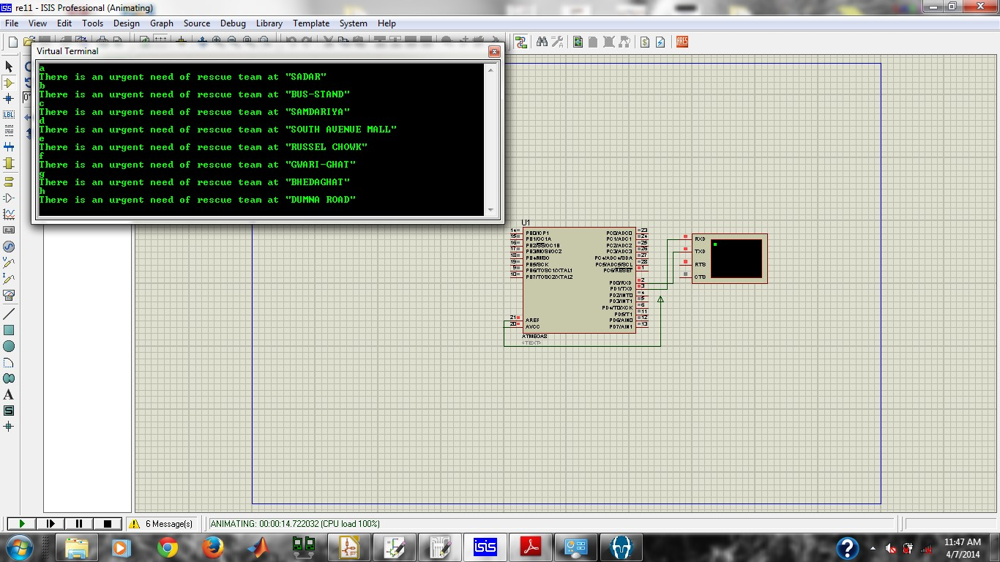 re11 - ISIS Professional (Animating)
File View Edit Tools Design Graph Source Debug Library Template System Help
Virtual Terminal
a
There is an urgent need of rescue team at "SADAR"
b
There is an urgent need of rescue team at "BUS-STAND"
c
There is an urgent need of rescue team at "SAMDARIYA"
d
There is an urgent need of rescue team at "SOUTH AVENUE MALL"
e
There is an urgent need of rescue team at "RUSSEL CHOWK"
f
There is an urgent need of rescue team at "GWARI-GHAT"
g
There is an urgent need of rescue team at "BHEDAGHAT"
h
There is an urgent need of rescue team at "DUMNA ROAD"
LBL
A
S
ARES
U1
14 PB0/ICP1 PC0/ADC0 23
15 PB1/OC1A PC1/ADC1 24
16 PB2/SS/OC1B PC2/ADC2 25
17 PB3/MOSI/OC2 PC3/ADC3 26
18 PB4/MISO PC4/ADC4/SDA 27
19 PB5/SCK PC5/ADC5/SCL 28
9 PB6/TOSC1/XTAL1 PC6/RESET 1
10 PB7/TOSC2/XTAL2
PD0/RXD 2
PD1/TXD 3
PD2/INT0 4
PD3/INT1 5
PD4/T0/XCK 6
PD5/T1 11
21 AREF PD6/AIN0 12
20 AVCC PD7/AIN1 13
ATMEGA8
<TEXT>
RXD
TXD
RTS
CTS
6 Message(s)
ANIMATING: 00:00:14.722032 (CPU load 100%)
isis
11:47 AM
4/7/2014